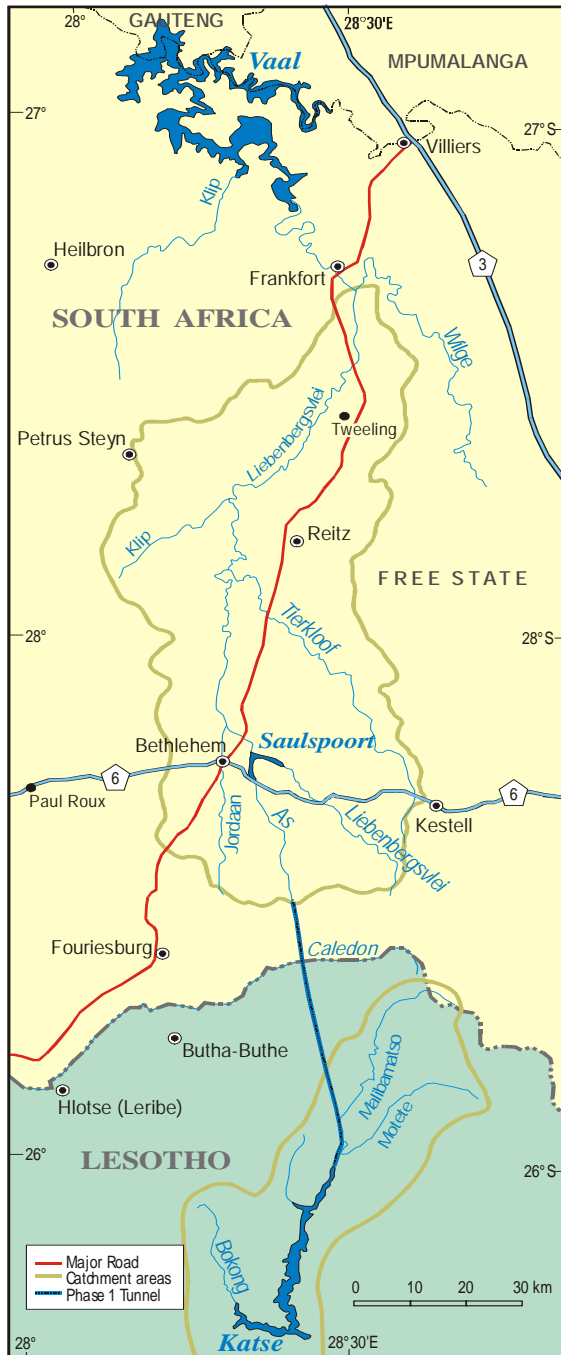 28°
GAUTENG
28°30'E
Vaal
MPUMALANGA
27°
27°S
Villiers
Klip
Heilbron
Frankfort
3
SOUTH AFRICA
Wilge
Liebenbergsvlei
Tweeling
Petrus Steyn
Klip
Reitz
FREE STATE
Tierkloof
28°
28°S
Bethlehem
Saulspoort
6
6
Paul Roux
Jordaan
As
Liebenbergsvlei
Kestell
Fouriesburg
Caledon
Butha-Buthe
Malibamatso
Hlotse (Leribe)
Motete
26°
LESOTHO
26°S
Bokong
Major Road
Catchment areas
Phase 1 Tunnel
0 10 20 30 km
Katse
28°
28°30'E